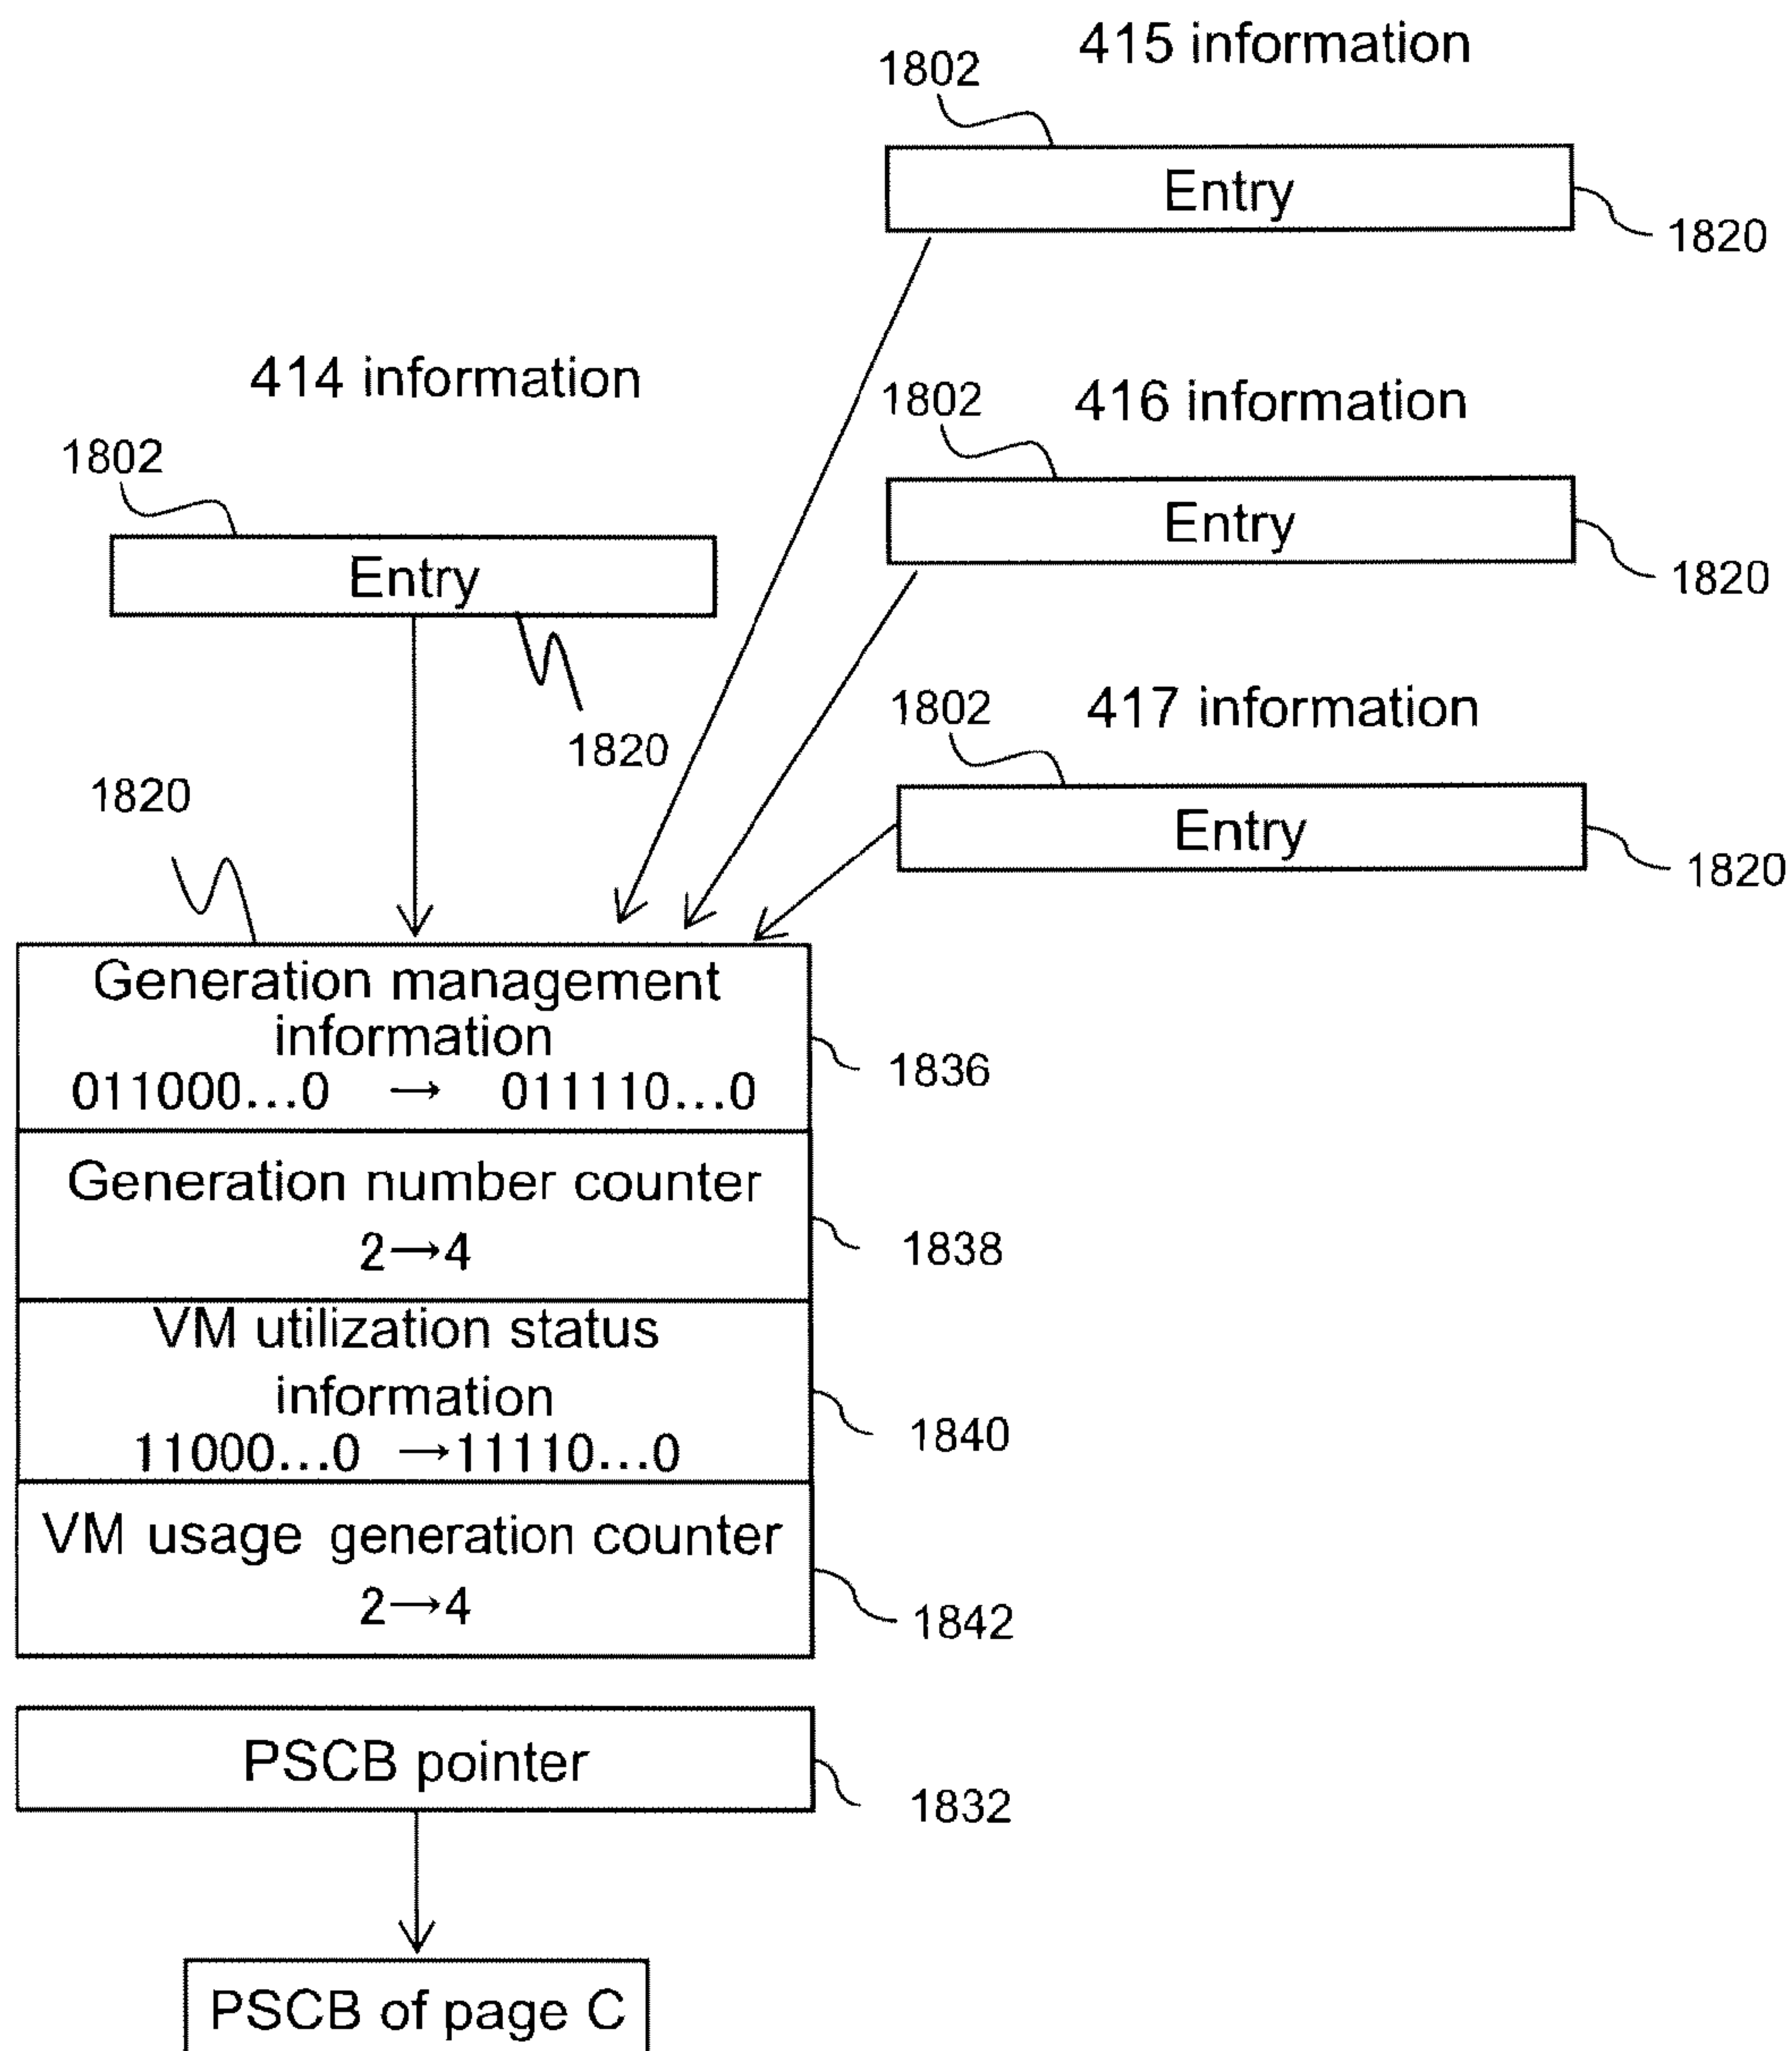 415 information
1802
Entry
1820
414 information
1802
416 information
1802
Entry
1820
Entry
1820
1802
417 information
Entry
1820
1820
Generation management
information
011000...0 → 011110...0
1836
Generation number counter
2→4
1838
VM utilization status
information
11000...0 →11110...0
1840
VM usage generation counter
2→4
1842
PSCB pointer
1832
PSCB of page C